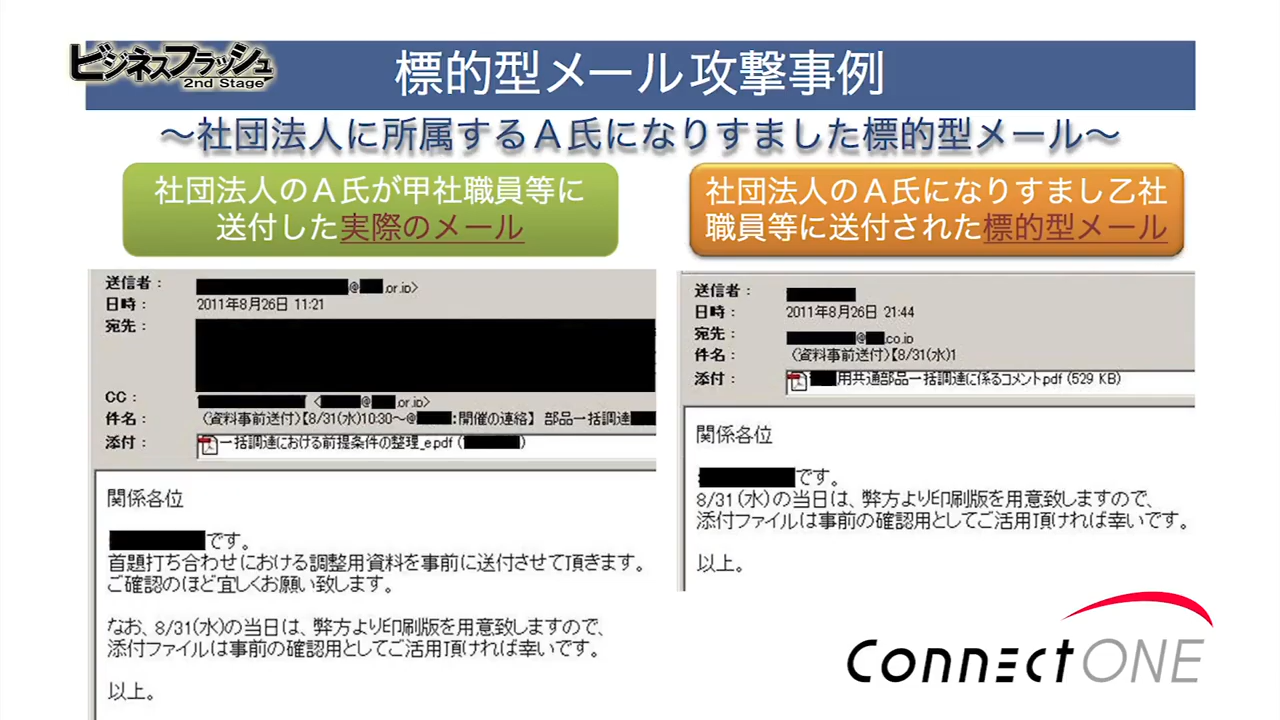 ビジネスフラッシュ
2nd Stage
標的型メール攻撃事例
〜社団法人に所属するＡ氏になりすました標的型メール〜
社団法人のＡ氏が甲社職員等に
送付した実際のメール
送信者：
@ .or.jp>
日時：
2011年8月26日 11:21
宛先：
CC：
< @ .or.jp>
件名：
(資料事前送付)【8/31(水)10:30〜@ :開催の連絡】 部品一括調達
添付：
一括調達における前提条件の整理_e.pdf ( )
関係各位
です。
首題打ち合わせにおける調整用資料を事前に送付させて頂きます。
ご確認のほど宜しくお願い致します。
なお、8/31(水)の当日は、弊方より印刷版を用意致しますので、
添付ファイルは事前の確認用としてご活用頂ければ幸いです。
以上。
社団法人のＡ氏になりすまし乙社
職員等に送付された標的型メール
送信者：
日時：
2011年8月26日 21:44
宛先：
@ .co.jp
件名：
(資料事前送付)【8/31(水)1
添付：
用共通部品一括調達に係るコメント.pdf (529 KB)
関係各位
です。
8/31(水)の当日は、弊方より印刷版を用意致しますので、
添付ファイルは事前の確認用としてご活用頂ければ幸いです。
以上。
Connect ONE